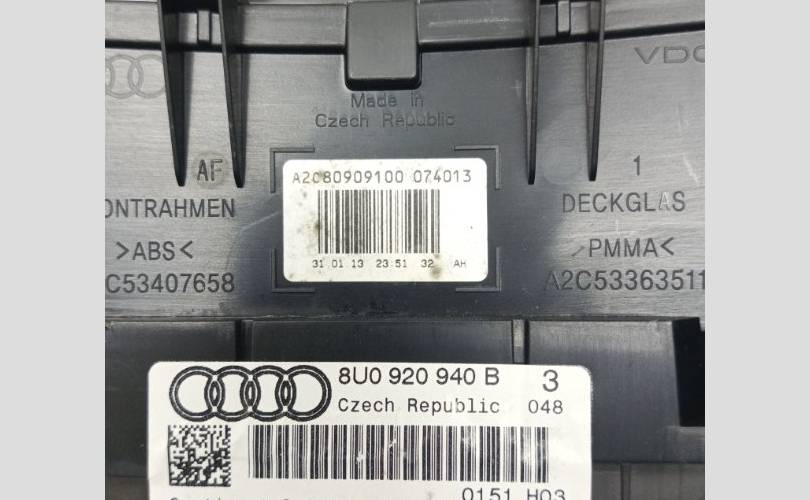 VDO
Made in
Czech Republic
AF
1
A2C80909100 074013
ONTRAHMEN
DECKGLAS
>ABS<
>PMMA<
C53407658
A2C53363511
31 01 13 23:51 32 AH
8U0 920 940 B 3
Czech Republic 048
0151 H03